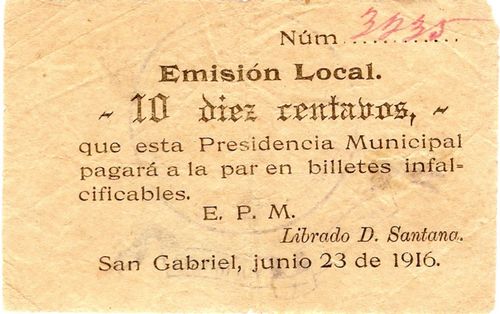 Núm. 3235
Emisión Local.
- 10 diez centavos, -
que esta Presidencia Municipal
pagará a la par en billetes infal-
cificables.
E. P. M.
Librado D. Santana.
San Gabriel, junio 23 de 1916.